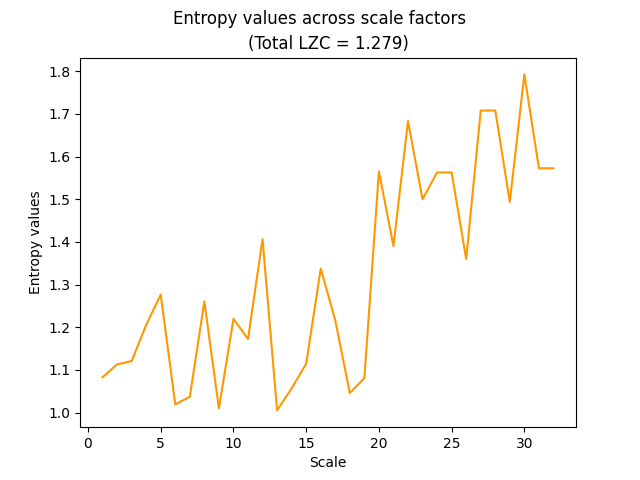 Entropy values across scale factors
(Total LZC = 1.279)
1.8
1.7
1.6
1.5
1.4
1.3
1.2
1.1
1.0
Entropy values
0 5 10 15 20 25 30
Scale